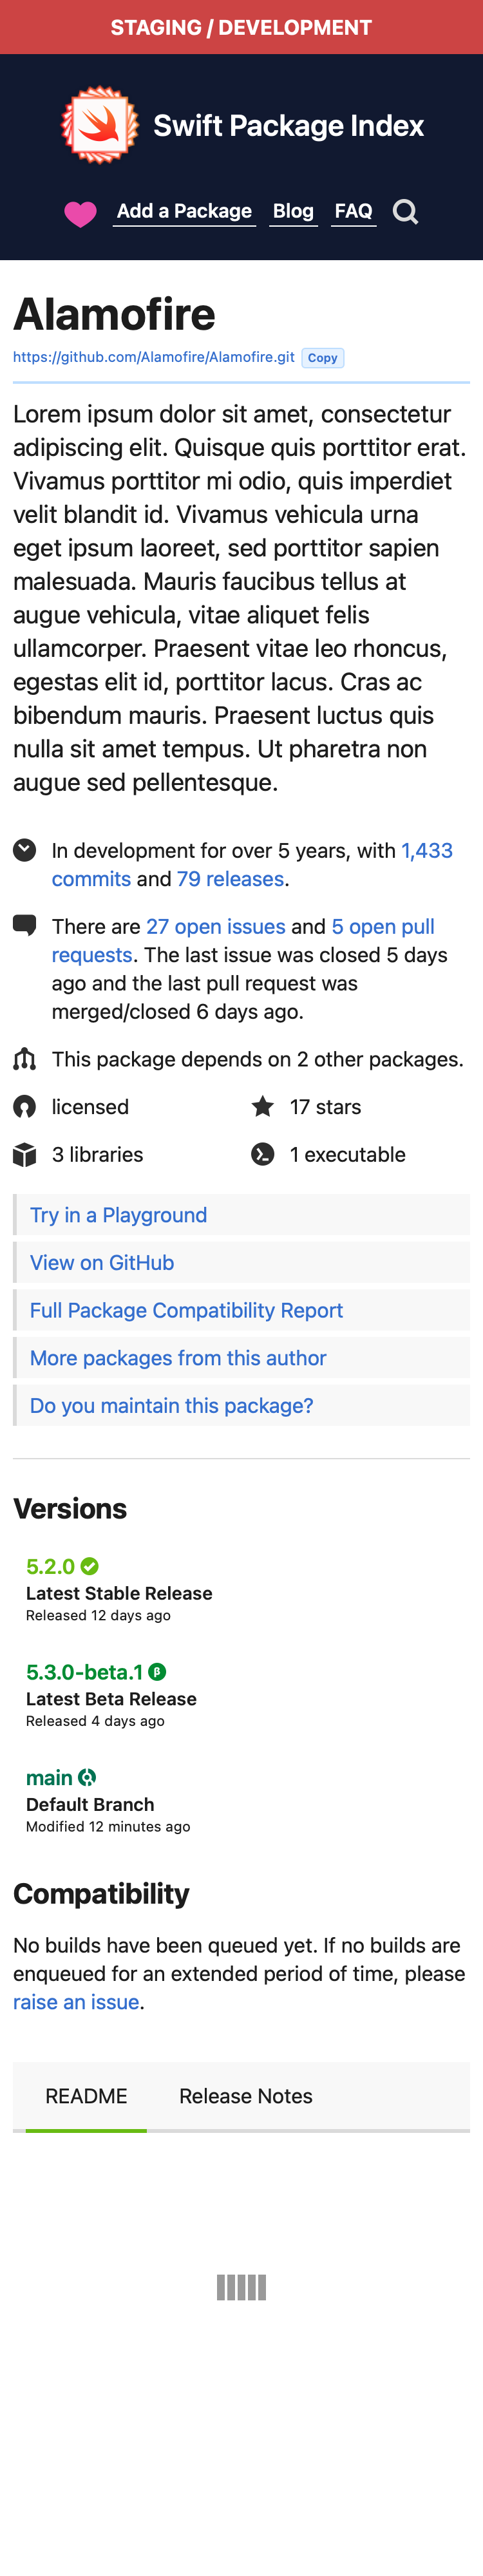 STAGING / DEVELOPMENT
Swift Package Index
Add a Package Blog FAQ
Alamofire
https://github.com/Alamofire/Alamofire.git Copy
Lorem ipsum dolor sit amet, consectetur
adipiscing elit. Quisque quis porttitor erat.
Vivamus porttitor mi odio, quis imperdiet
velit blandit id. Vivamus vehicula urna
eget ipsum laoreet, sed porttitor sapien
malesuada. Mauris faucibus tellus at
augue vehicula, vitae aliquet felis
ullamcorper. Praesent vitae leo rhoncus,
egestas elit id, porttitor lacus. Cras ac
bibendum mauris. Praesent luctus quis
nulla sit amet tempus. Ut pharetra non
augue sed pellentesque.
In development for over 5 years, with 1,433
commits and 79 releases.
There are 27 open issues and 5 open pull
requests. The last issue was closed 5 days
ago and the last pull request was
merged/closed 6 days ago.
This package depends on 2 other packages.
licensed 17 stars
3 libraries 1 executable
Try in a Playground
View on GitHub
Full Package Compatibility Report
More packages from this author
Do you maintain this package?
Versions
5.2.0
Latest Stable Release
Released 12 days ago
5.3.0-beta.1 β
Latest Beta Release
Released 4 days ago
main
Default Branch
Modified 12 minutes ago
Compatibility
No builds have been queued yet. If no builds are
enqueued for an extended period of time, please
raise an issue.
README Release Notes